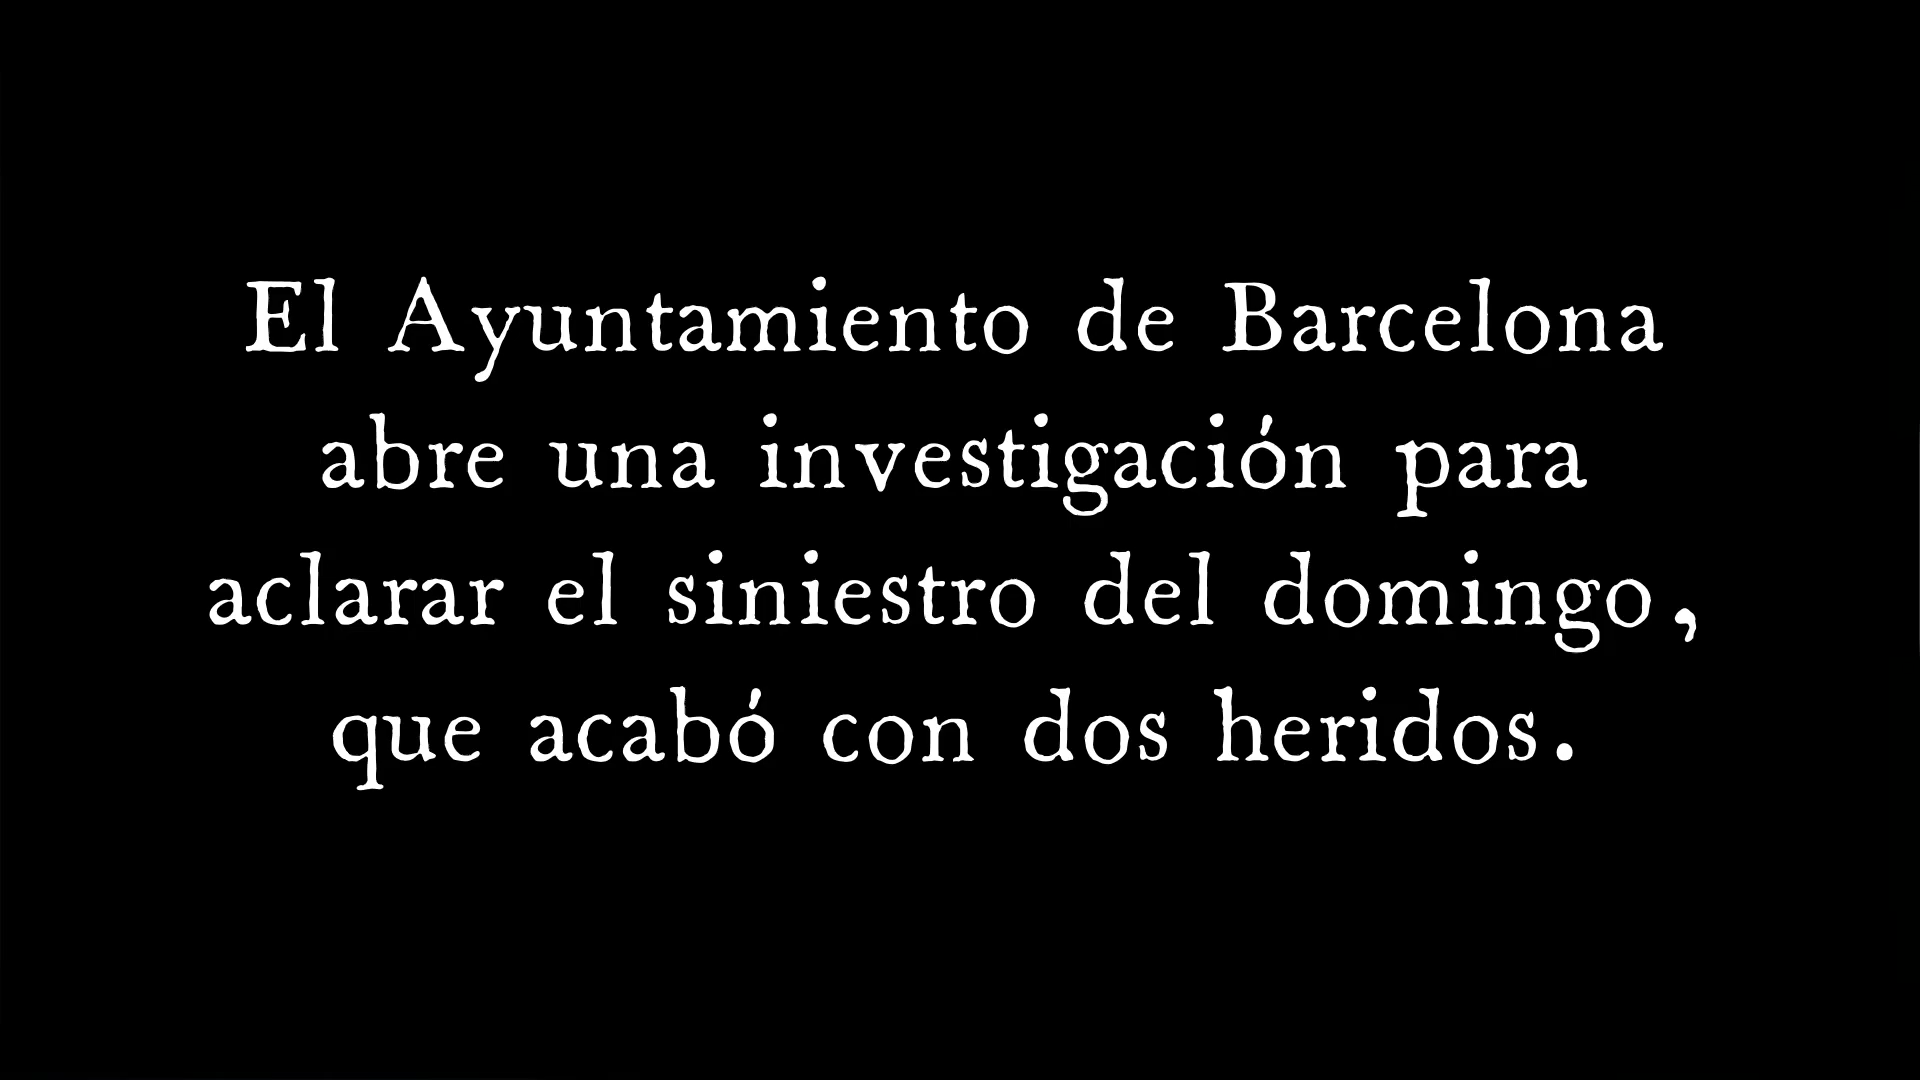 El Ayuntamiento de Barcelona
abre una investigación para
aclarar el siniestro del domingo,
que acabó con dos heridos.